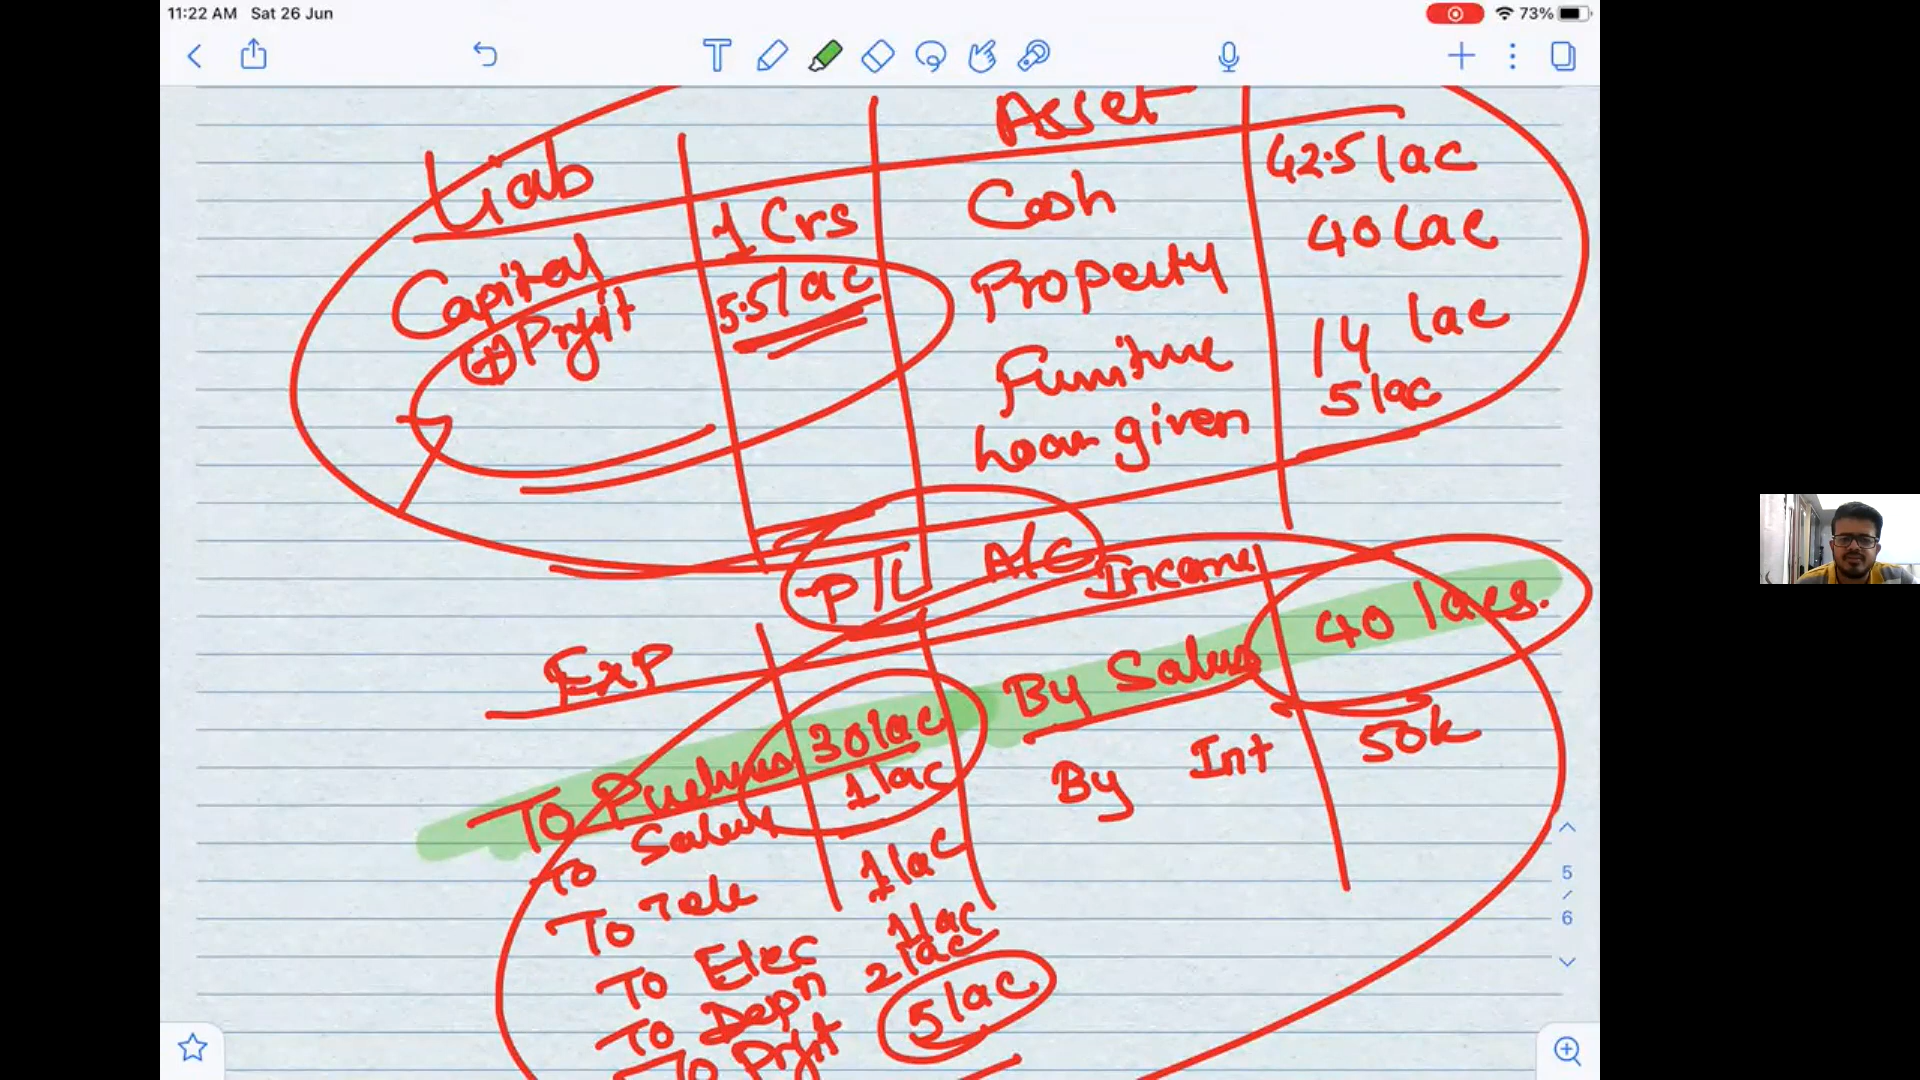 11:22 AM Sat 26 Jun
73%
Liab Asset
Capital 1 Crs Cash 42.5 lac
(+) Profit 5.5 lac Property 40 lac
Furniture 14 lac
Loan given 5 lac
P/L A/C
Exp Income
To Purchases 30 lac By Sales 40 lacs.
To Salary 1 lac By Int 50k
To Tele 1 lac
To Elec 1 lac
To Depn 2 lac
To Profit 5 lac
5
/
6